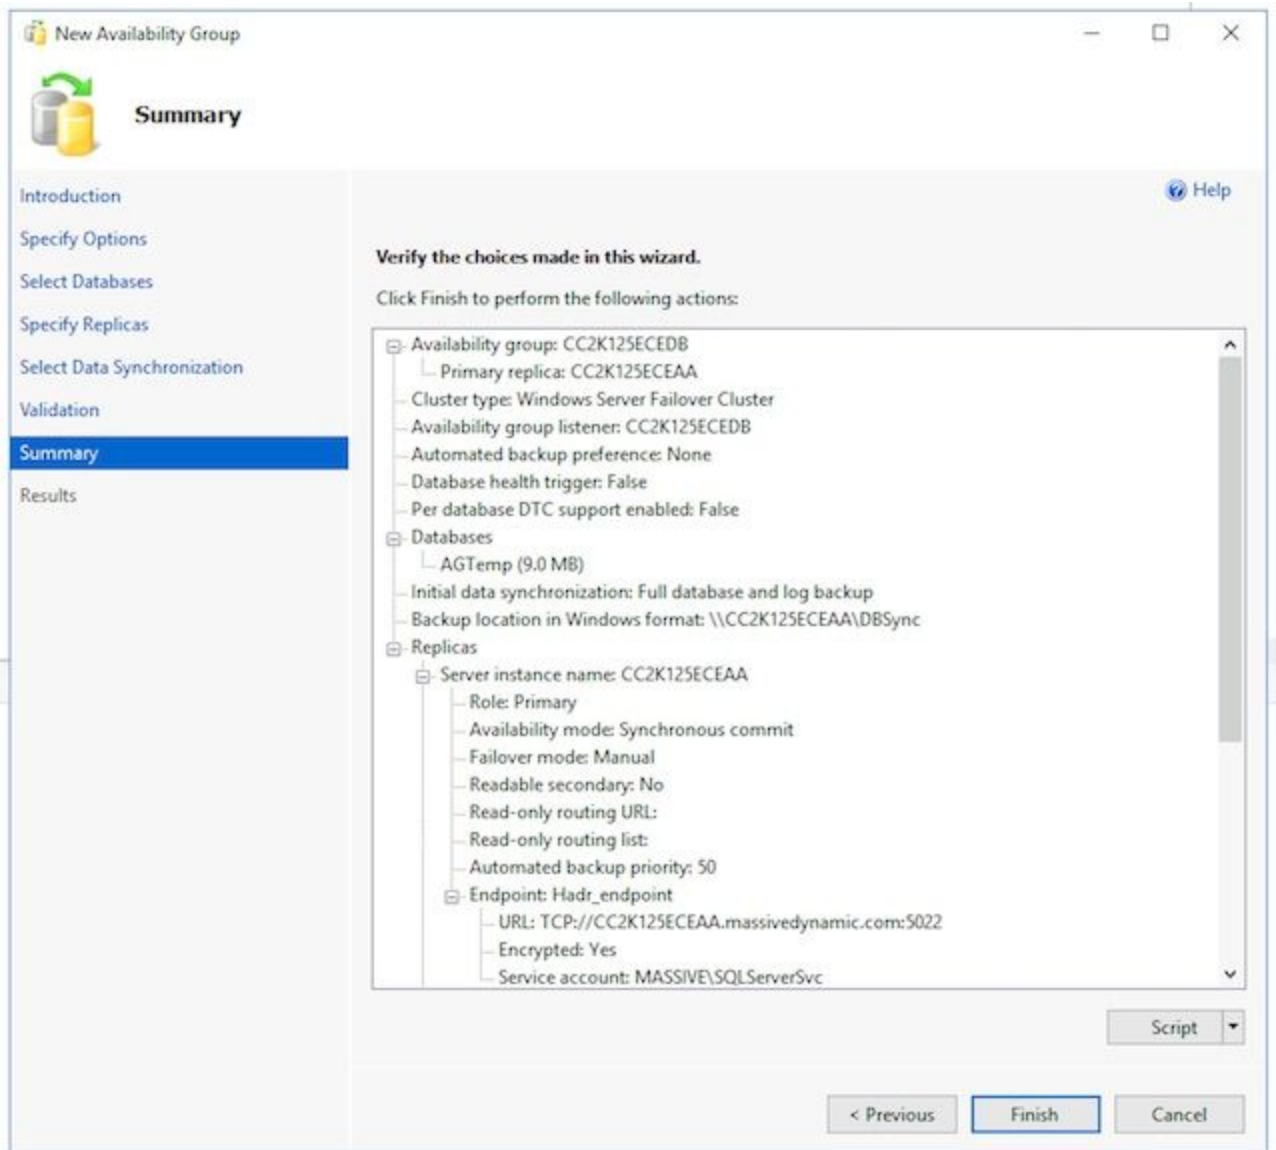 New Availability Group
Summary
Introduction
Specify Options
Select Databases
Specify Replicas
Select Data Synchronization
Validation
Summary
Results
Help
Verify the choices made in this wizard.
Click Finish to perform the following actions:
Availability group: CC2K125ECEDB
Primary replica: CC2K125ECEAA
Cluster type: Windows Server Failover Cluster
Availability group listener: CC2K125ECEDB
Automated backup preference: None
Database health trigger: False
Per database DTC support enabled: False
Databases
AGTemp (9.0 MB)
Initial data synchronization: Full database and log backup
Backup location in Windows format: \\CC2K125ECEAA\DBSync
Replicas
Server instance name: CC2K125ECEAA
Role: Primary
Availability mode: Synchronous commit
Failover mode: Manual
Readable secondary: No
Read-only routing URL:
Read-only routing list:
Automated backup priority: 50
Endpoint: Hadr_endpoint
URL: TCP://CC2K125ECEAA.massivedynamic.com:5022
Encrypted: Yes
Service account: MASSIVE\SQLServerSvc
Script
< Previous
Finish
Cancel